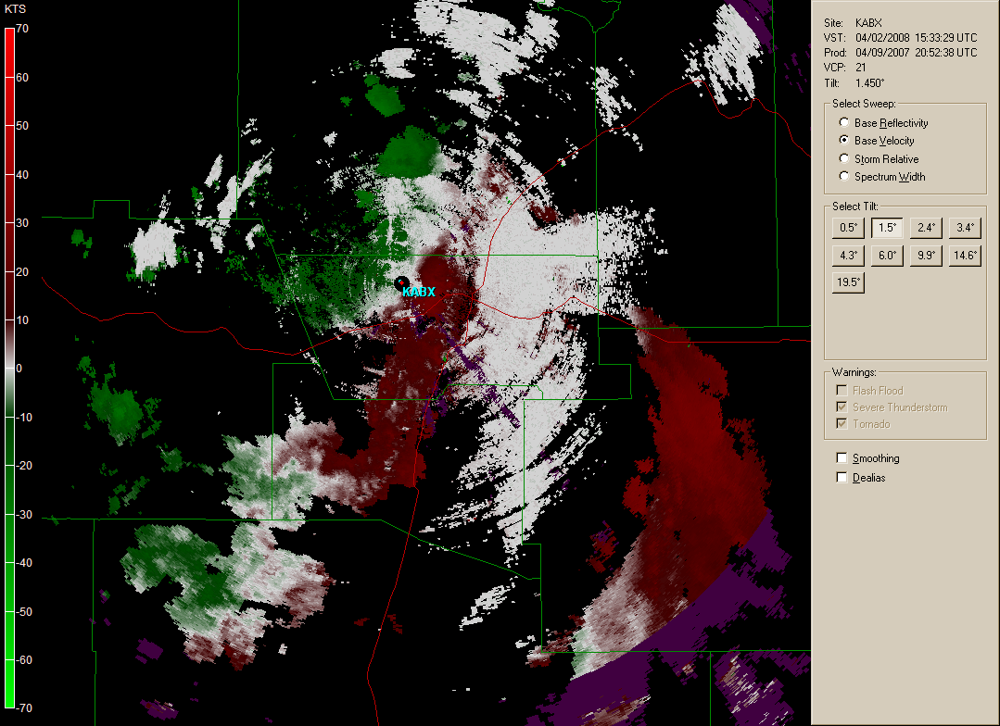 KTS
70
60
50
40
30
20
10
0
-10
-20
-30
-40
-50
-60
-70
KABX
Site: KABX
VST: 04/02/2008 15:33:29 UTC
Prod: 04/09/2007 20:52:38 UTC
VCP: 21
Tilt: 1.450°
Select Sweep:
Base Reflectivity
Base Velocity
Storm Relative
Spectrum Width
Select Tilt:
0.5° 1.5° 2.4° 3.4°
4.3° 6.0° 9.9° 14.6°
19.5°
Warnings:
Flash Flood
Severe Thunderstorm
Tornado
Smoothing
Dealias